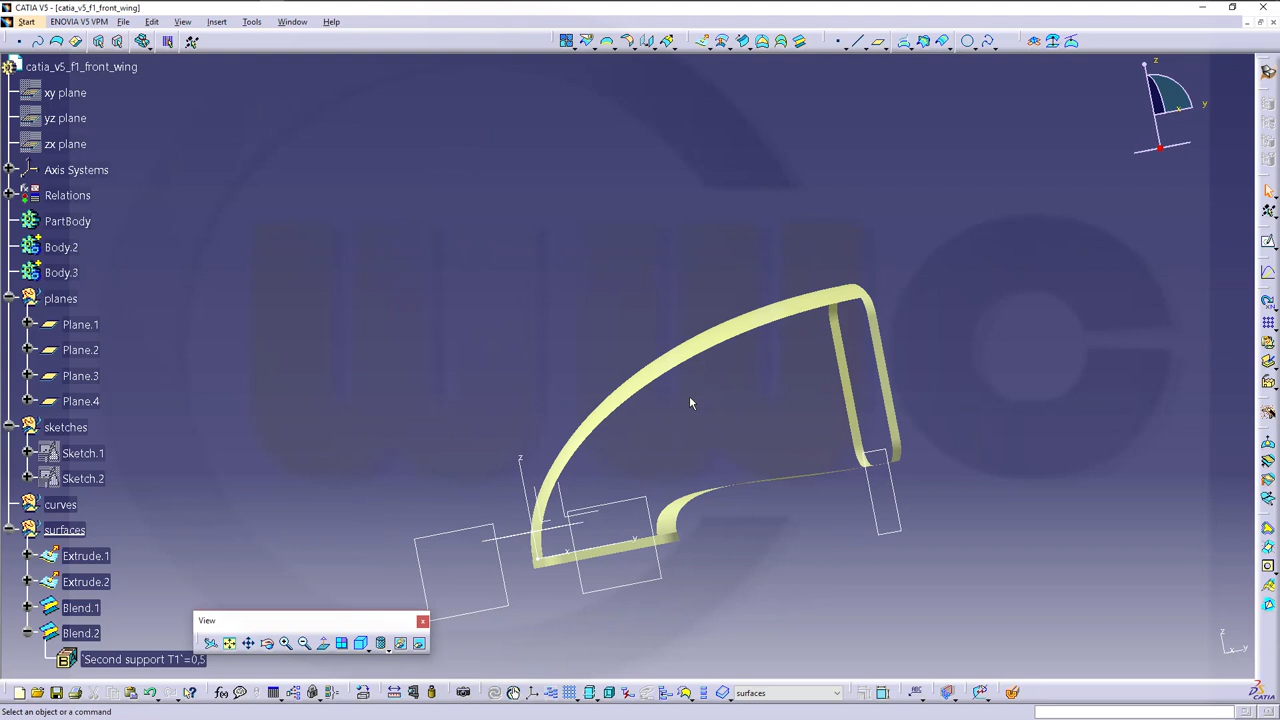 CATIA V5 - [catia_v5_f1_front_wing]
Start ENOVIA V5 VPM File Edit View Insert Tools Window Help
catia_v5_f1_front_wing
xy plane
yz plane
zx plane
Axis Systems
Relations
PartBody
Body.2
Body.3
planes
Plane.1
Plane.2
Plane.3
Plane.4
sketches
Sketch.1
Sketch.2
curves
surfaces
Extrude.1
Extrude.2
Blend.1
Blend.2
`Second support T1`=0,5
View
z
y
x
z
x
y
z
x
y
surfaces
Select an object or a command
CATIA